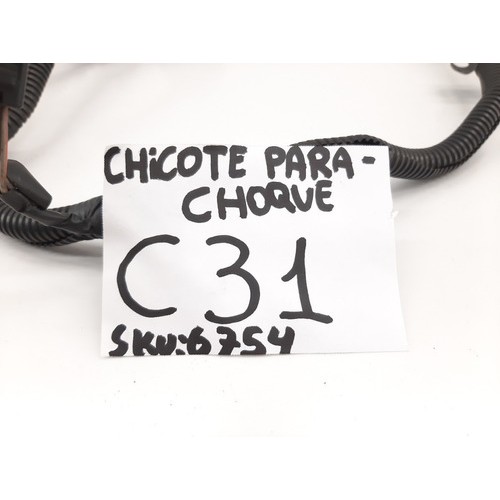 CHiCOTE PARA-
CHOQUE
C31
SKU:6754